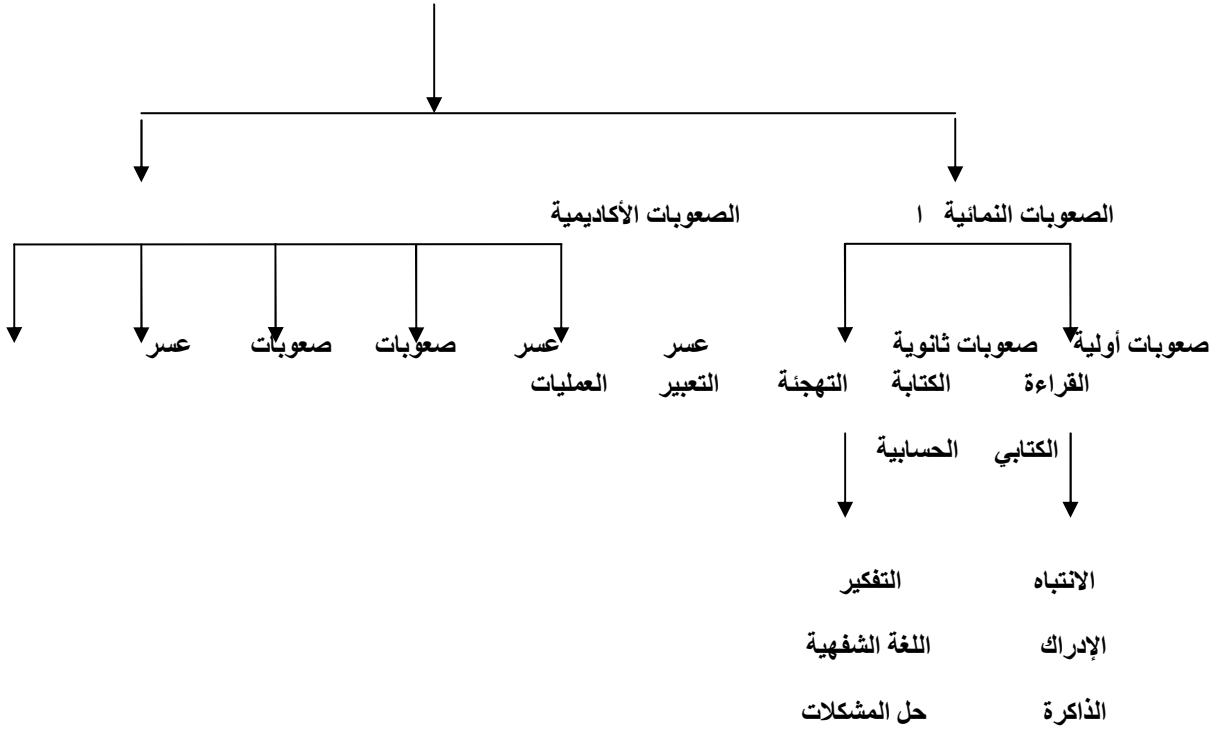 الصعوبات النمائية ا الصعوبات الأكاديمية
صعوبات أولية صعوبات ثانوية عسر عسر صعوبات صعوبات عسر
القراءة الكتابة التهجئة التعبير العمليات
الكتابي الحسابية
الانتباه التفكير
الإدراك اللغة الشفهية
الذاكرة حل المشكلات